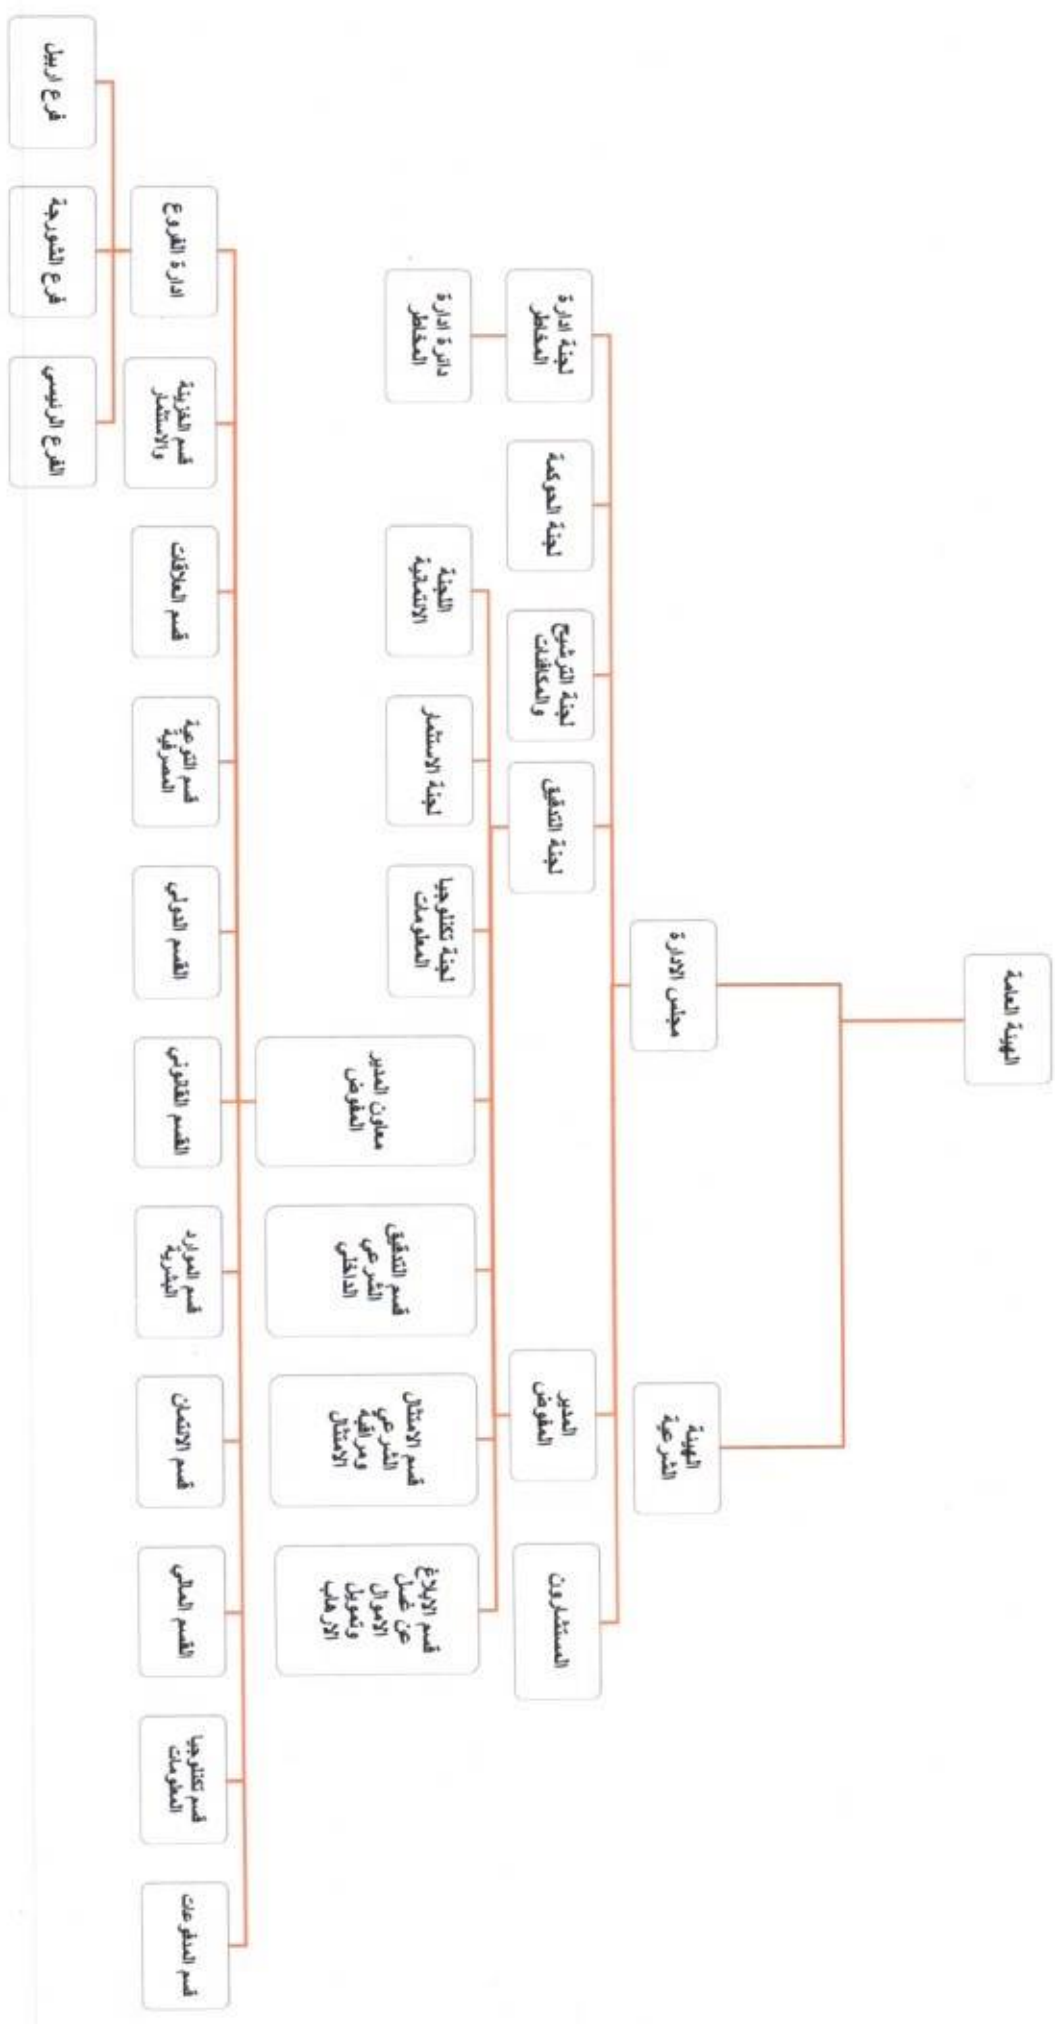 الهيئة العامة
مجلس الادارة
الهيئة
الشرعية
لجنة ادارة
المخاطر
لجنة الحوكمة
لجنة الترشيح
والمكافئات
لجنة التدقيق
المدير
المفوض
المستشارون
دائرة ادارة
المخاطر
اللجنة
الائتمانية
لجنة الاستثمار
لجنة تكنلوجيا
المعلومات
معاون المدير
المفوض
قسم التدقيق
الشرعي
الداخلي
قسم الامتثال
الشرعي
ومراقبة
الامتثال
قسم الابلاغ
عن غسل
الاموال
وتمويل
الارهاب
ادارة الفروع
قسم الخزينة
والاستثمار
قسم العلاقات
قسم التوعية
المصرفية
القسم الدولي
القسم القانوني
قسم الموارد
البشرية
قسم الائتمان
القسم المالي
قسم تكنلوجيا
المعلومات
قسم المدفوعات
فرع اربيل
فرع الشورجة
الفرع الرئيسي